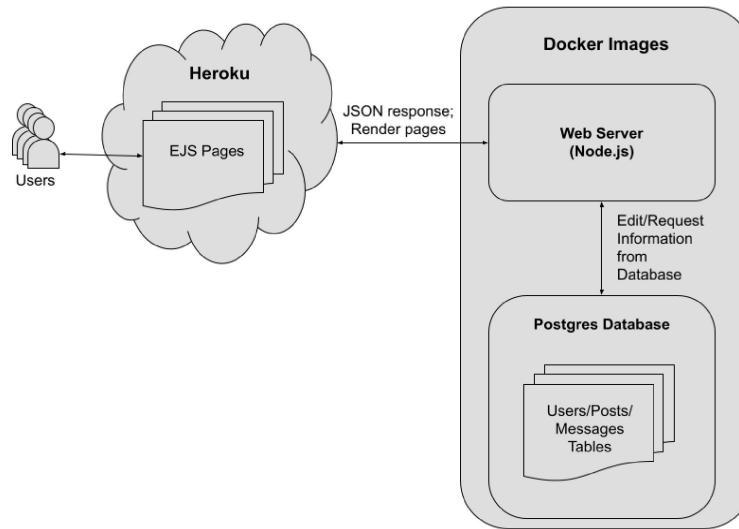 Heroku
EJS Pages
Users
JSON response;
Render pages
Docker Images
Web Server
(Node.js)
Edit/Request
Information
from
Database
Postgres Database
Users/Posts/
Messages
Tables